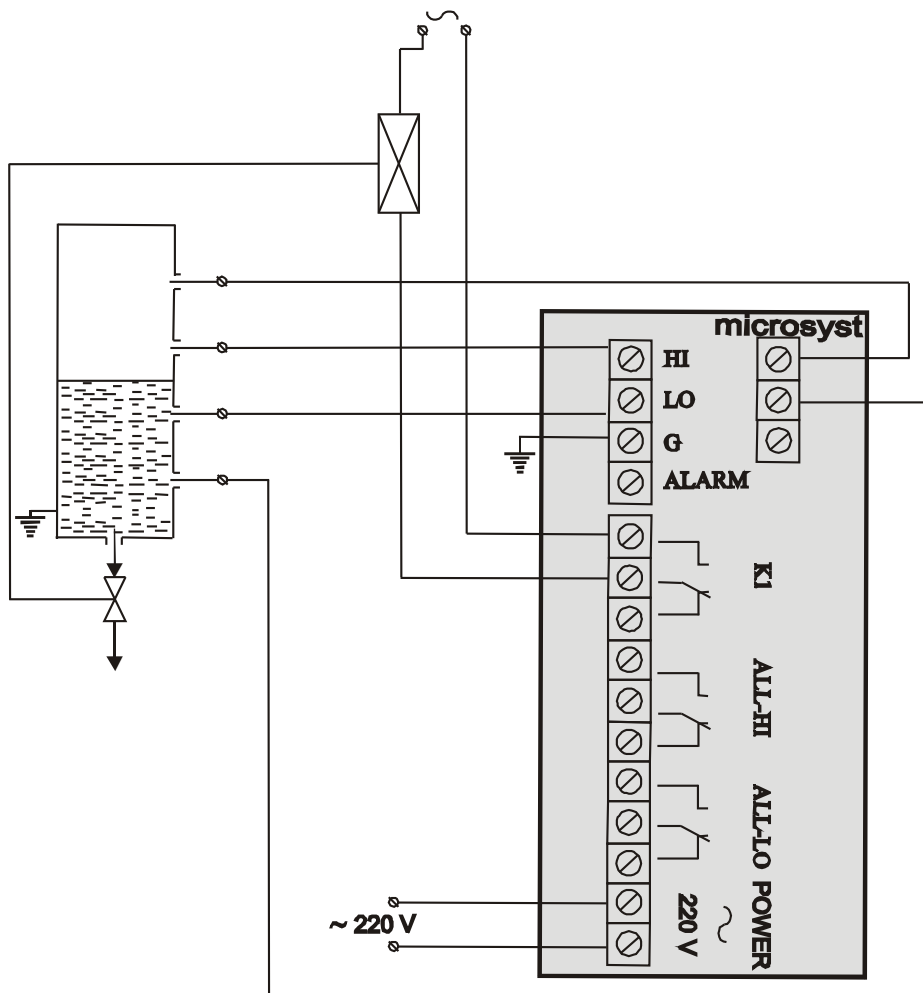 microsyst
HI
LO
G
ALARM
K1
ALL-HI
ALL-LO
POWER
220 V
~ 220 V